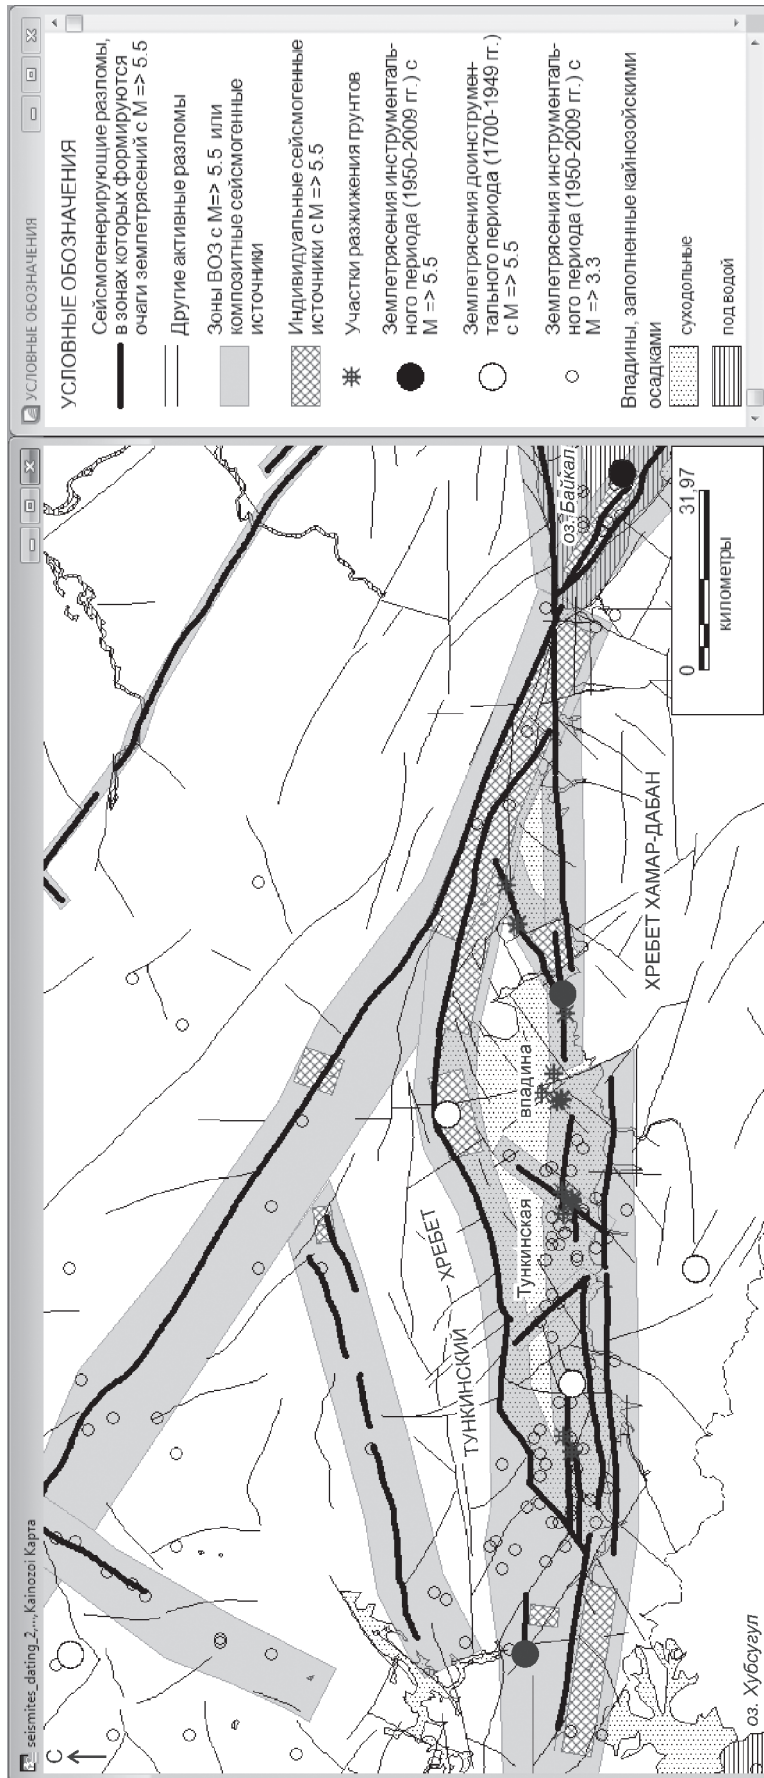 seismites_dating_2,...,Kainozoi Карта
С
ТУНКИНСКИЙ
ХРЕБЕТ
Тункинская
впадина
ХРЕБЕТ ХАМАР-ДАБАН
оз. Байкал
оз. Хубсугул
0
31,97
километры
УСЛОВНЫЕ ОБОЗНАЧЕНИЯ
УСЛОВНЫЕ ОБОЗНАЧЕНИЯ
Сейсмогенерирующие разломы,
в зонах которых формируются
очаги землетрясений с М => 5.5
Другие активные разломы
Зоны ВОЗ с М=> 5.5 или
композитные сейсмогенные
источники
Индивидуальные сейсмогенные
источники с М => 5.5
Участки разжижения грунтов
Землетрясения инструменталь-
ного периода (1950-2009 гг.) с
М => 5.5
Землетрясения доинструмен-
тального периода (1700-1949 гг.)
с М => 5.5
Землетрясения инструменталь-
ного периода (1950-2009 гг.) с
М => 3.3
Впадины, заполненные кайнозойскими
осадками
суходольные
под водой